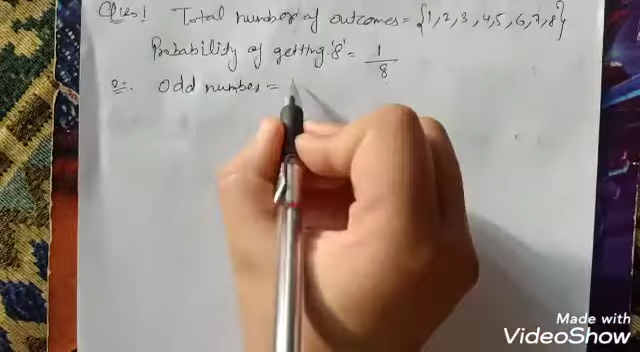 Ques! Total number of outcomes = {1, 2, 3, 4, 5, 6, 7, 8}
Probability of getting '8' = 1/8
2:. Odd number =
Made with
VideoShow